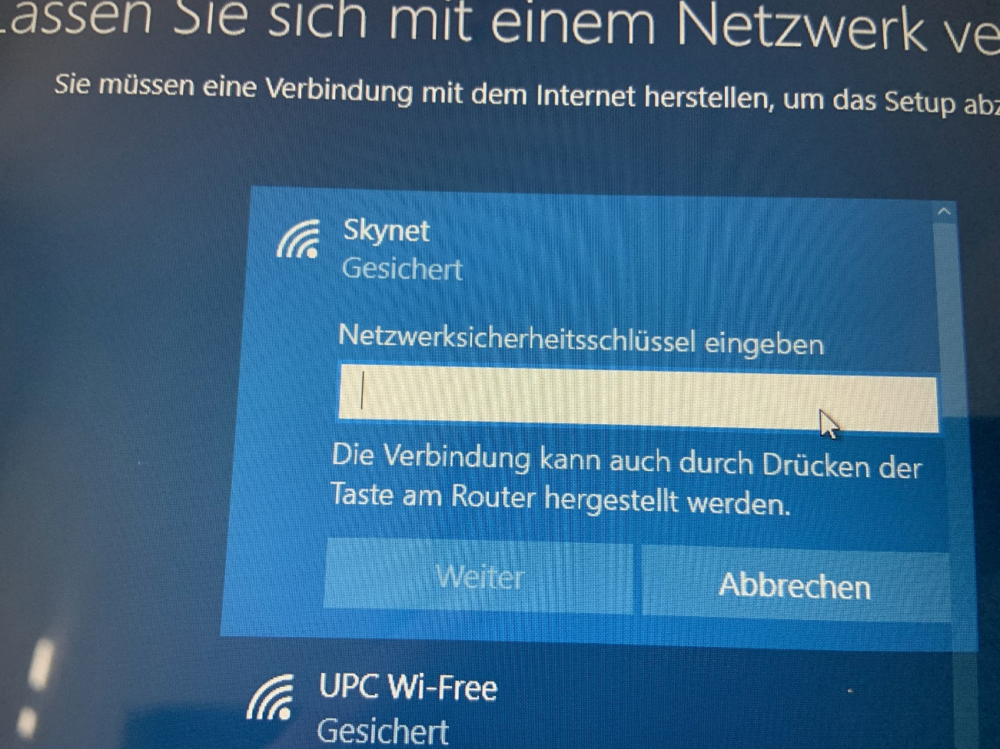 Lassen Sie sich mit einem Netzwerk
Sie müssen eine Verbindung mit dem Internet herstellen, um das Setup
Skynet
Gesichert
Netzwerksicherheitsschlüssel eingeben
Die Verbindung kann auch durch Drücken der
Taste am Router hergestellt werden.
Weiter
Abbrechen
UPC Wi-Free
Gesichert